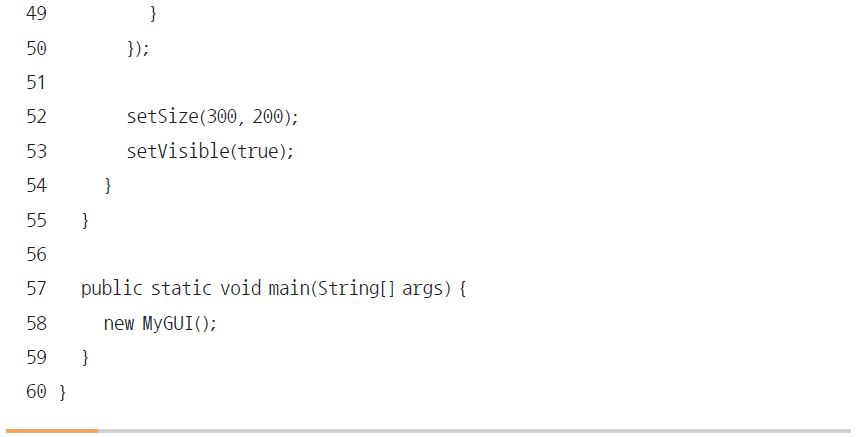 49 }
50 });
51
52 setSize(300, 200);
53 setVisible(true);
54 }
55 }
56
57 public static void main(String[] args) {
58 new MyGUI();
59 }
60 }